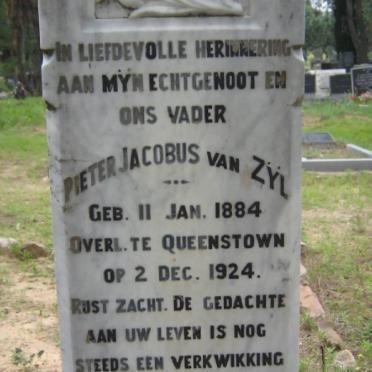 IN LIEFDEVOLLE HERINNERING
AAN MYN ECHTGENOOT EN
ONS VADER
PIETER JACOBUS VAN ZYL
GEB. 11 JAN. 1884
OVERL. TE QUEENSTOWN
OP 2 DEC. 1924.
RUST ZACHT. DE GEDACHTE
AAN UW LEVEN IS NOG
STEEDS EEN VERKWIKKING